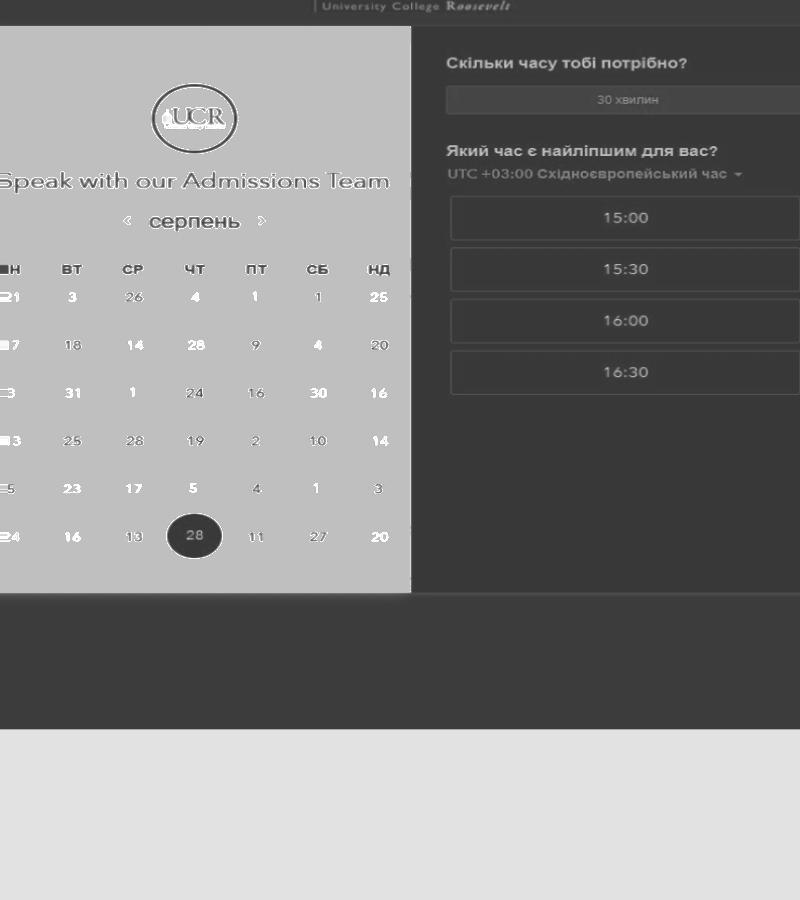 University College Roosevelt
UCR
Speak with our Admissions Team
серпень
Н ВТ СР ЧТ ПТ СБ НД
21 3 26 4 1 1 25
7 18 14 28 9 4 20
3 31 1 24 16 30 16
3 25 28 19 2 10 14
5 23 17 5 4 1 3
24 16 13 28 11 27 20
Скільки часу тобі потрібно?
30 хвилин
Який час є найліпшим для вас?
UTC +03:00 Східноєвропейський час
15:00
15:30
16:00
16:30